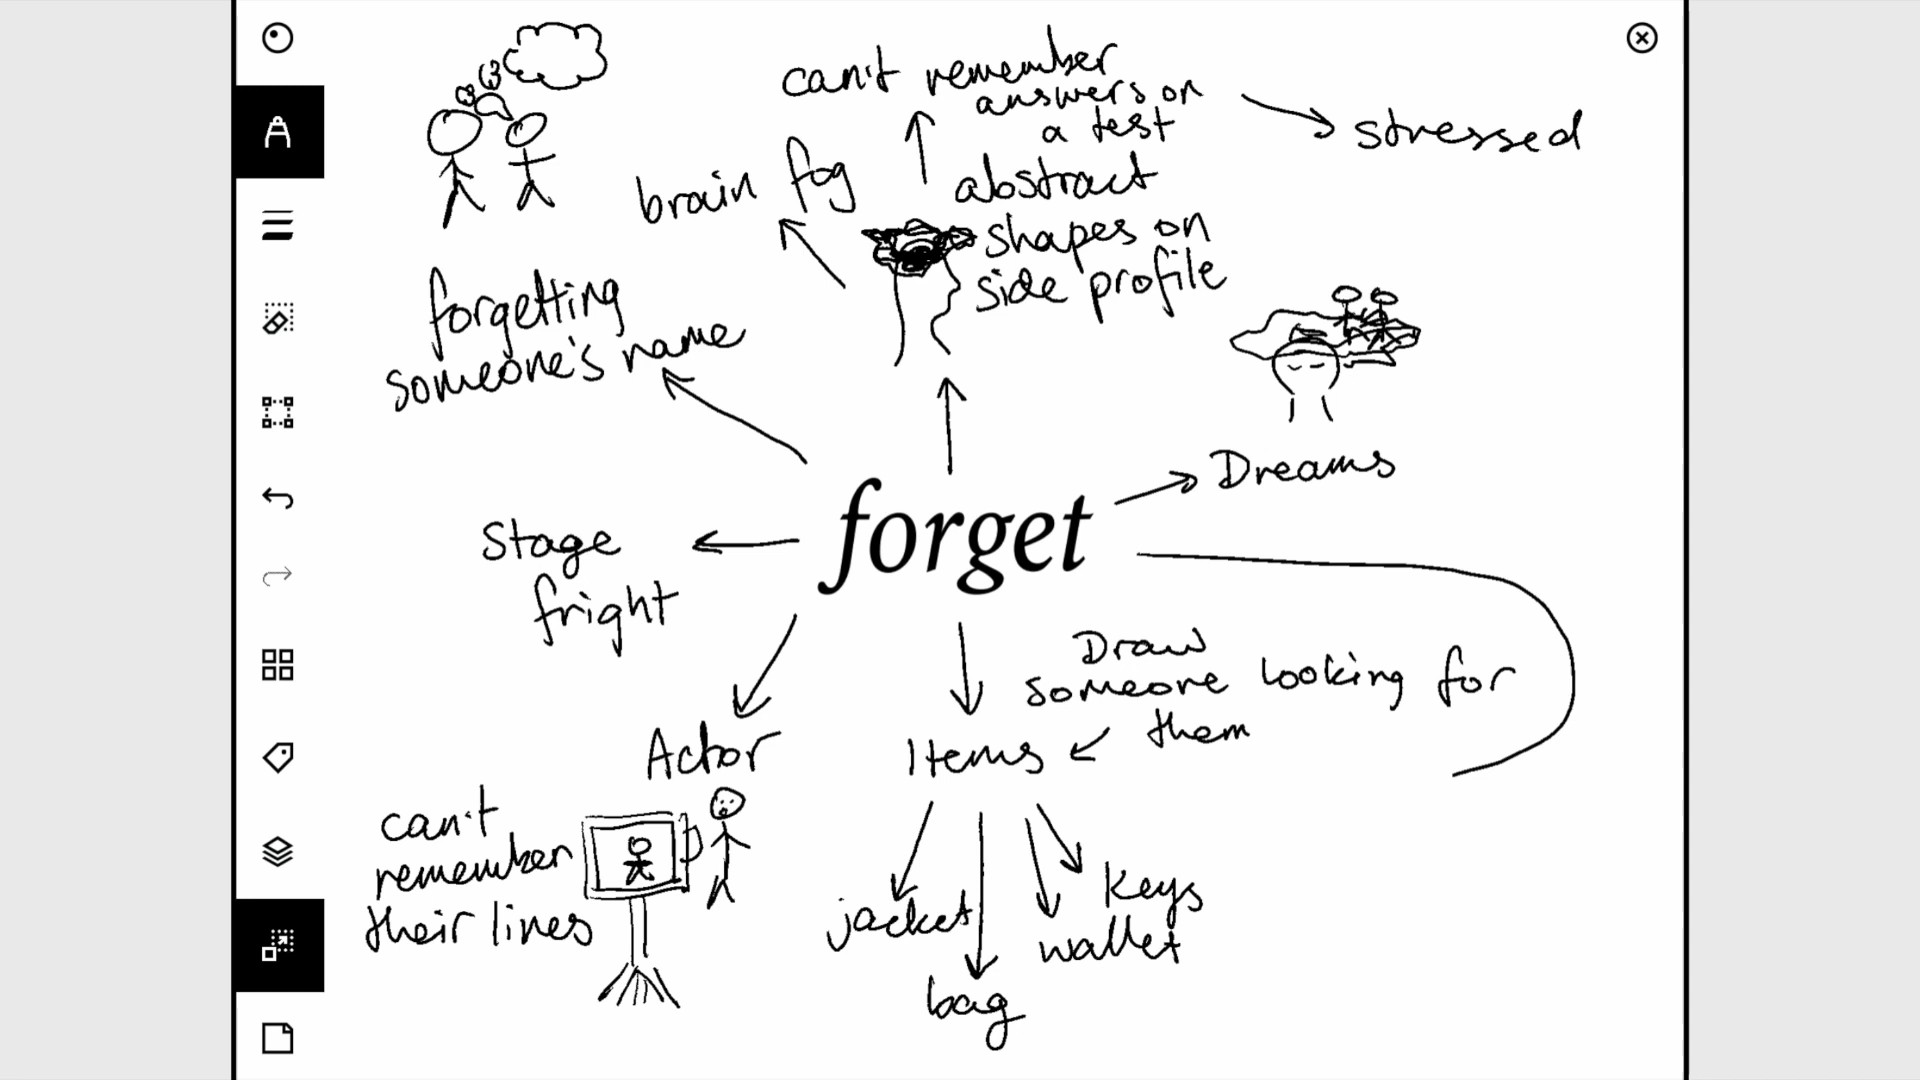 can't remember
answers on
a test
stressed
brain fog
abstract
shapes on
side profile
forgetting
someone's name
Dreams
forget
Stage
fright
Draw
someone looking for
them
Actor
Items
can't
remember
their lines
jacket
keys
wallet
bag